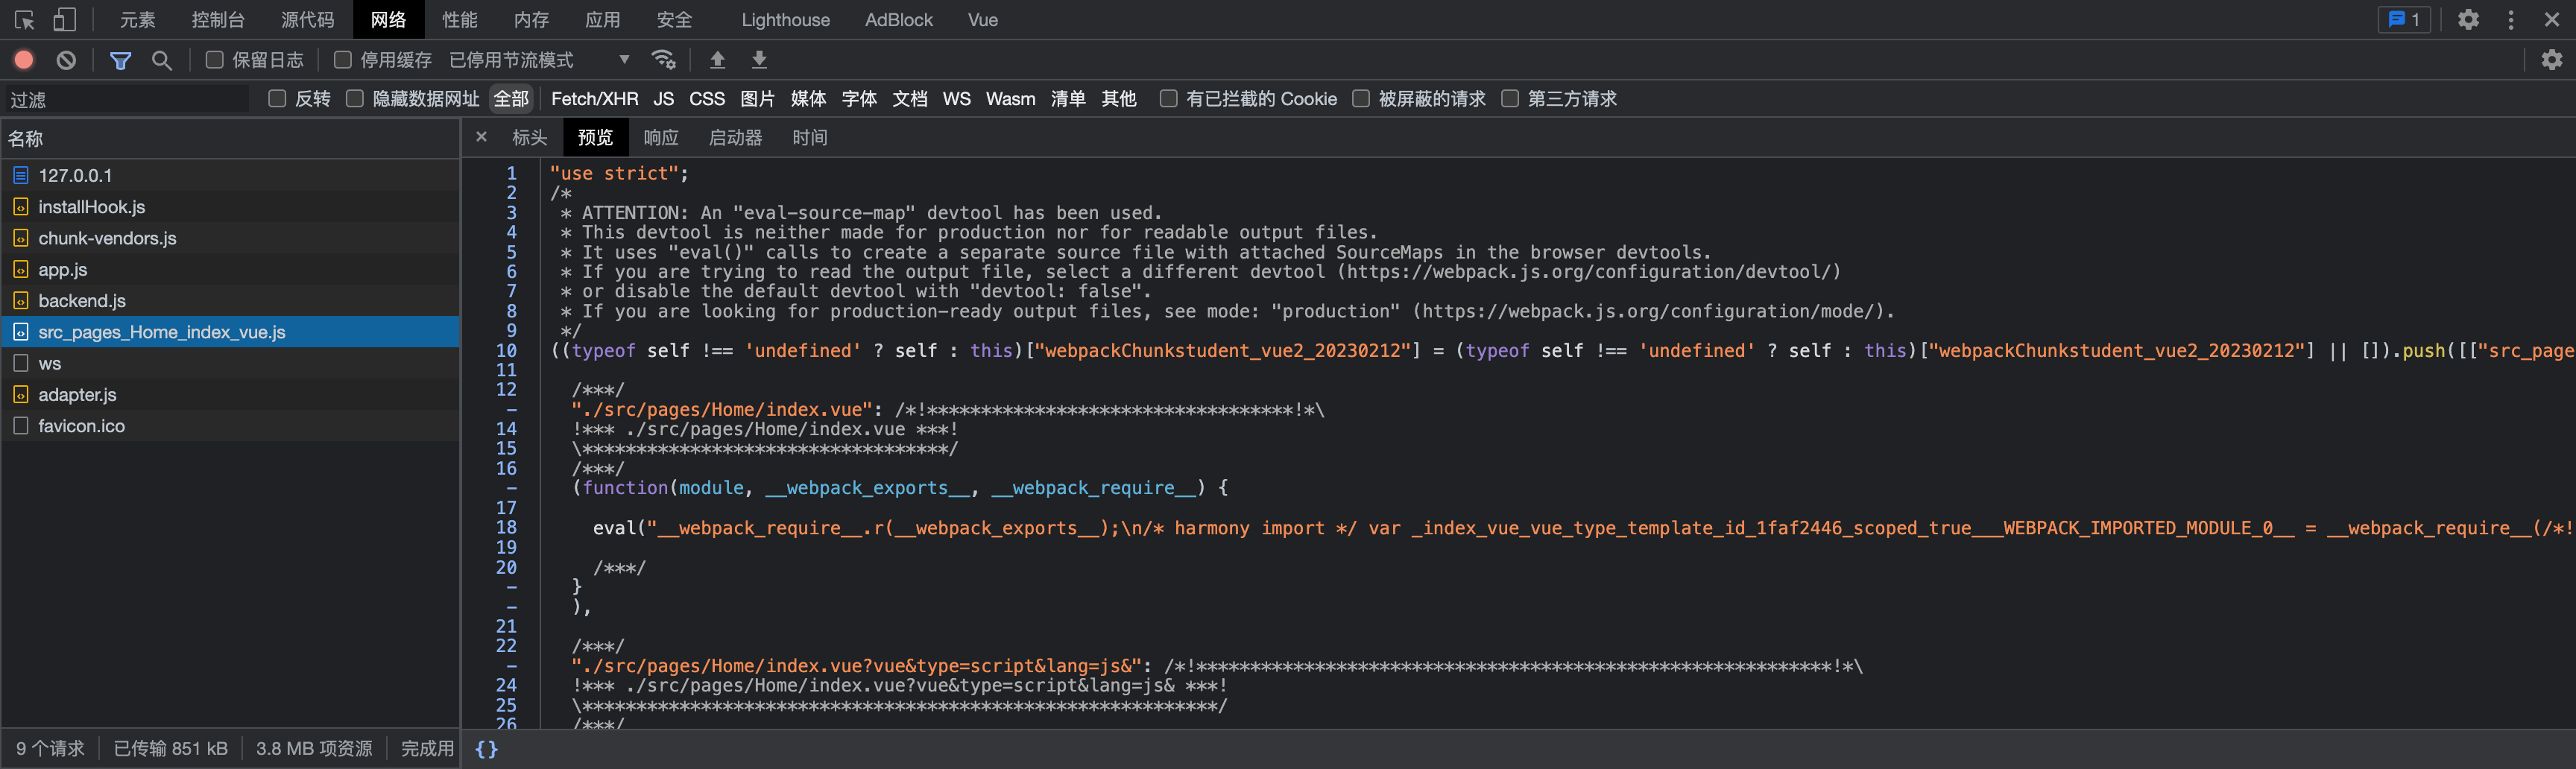 元素 控制台 源代码 网络 性能 内存 应用 安全 Lighthouse AdBlock Vue 1
保留日志 停用缓存 已停用节流模式
过滤 反转 隐藏数据网址 全部 Fetch/XHR JS CSS 图片 媒体 字体 文档 WS Wasm 清单 其他 有已拦截的 Cookie 被屏蔽的请求 第三方请求
名称
127.0.0.1
installHook.js
chunk-vendors.js
app.js
backend.js
src_pages_Home_index_vue.js
ws
adapter.js
favicon.ico
9 个请求 已传输 851 kB 3.8 MB 项资源 完成用
× 标头 预览 响应 启动器 时间
1 "use strict";
2 /*
3  * ATTENTION: An "eval-source-map" devtool has been used.
4  * This devtool is neither made for production nor for readable output files.
5  * It uses "eval()" calls to create a separate source file with attached SourceMaps in the browser devtools.
6  * If you are trying to read the output file, select a different devtool (https://webpack.js.org/configuration/devtool/)
7  * or disable the default devtool with "devtool: false".
8  * If you are looking for production-ready output files, see mode: "production" (https://webpack.js.org/configuration/mode/).
9  */
10 ((typeof self !== 'undefined' ? self : this)["webpackChunkstudent_vue2_20230212"] = (typeof self !== 'undefined' ? self : this)["webpackChunkstudent_vue2_20230212"] || []).push([["src_page
11
12 /***/
- "./src/pages/Home/index.vue": /*!**********************************!*\
14 !*** ./src/pages/Home/index.vue ***!
15 \**********************************/
16 /***/
- (function(module, __webpack_exports__, __webpack_require__) {
17
18 eval("__webpack_require__.r(__webpack_exports__);\n/* harmony import */ var _index_vue_vue_type_template_id_1faf2446_scoped_true___WEBPACK_IMPORTED_MODULE_0__ = __webpack_require__(/*!
19
20 /***/
- }
- ),
21
22 /***/
- "./src/pages/Home/index.vue?vue&type=script&lang=js&": /*!***********************************************************!*\
24 !*** ./src/pages/Home/index.vue?vue&type=script&lang=js& ***!
25 \***********************************************************/
26 /***/
{}